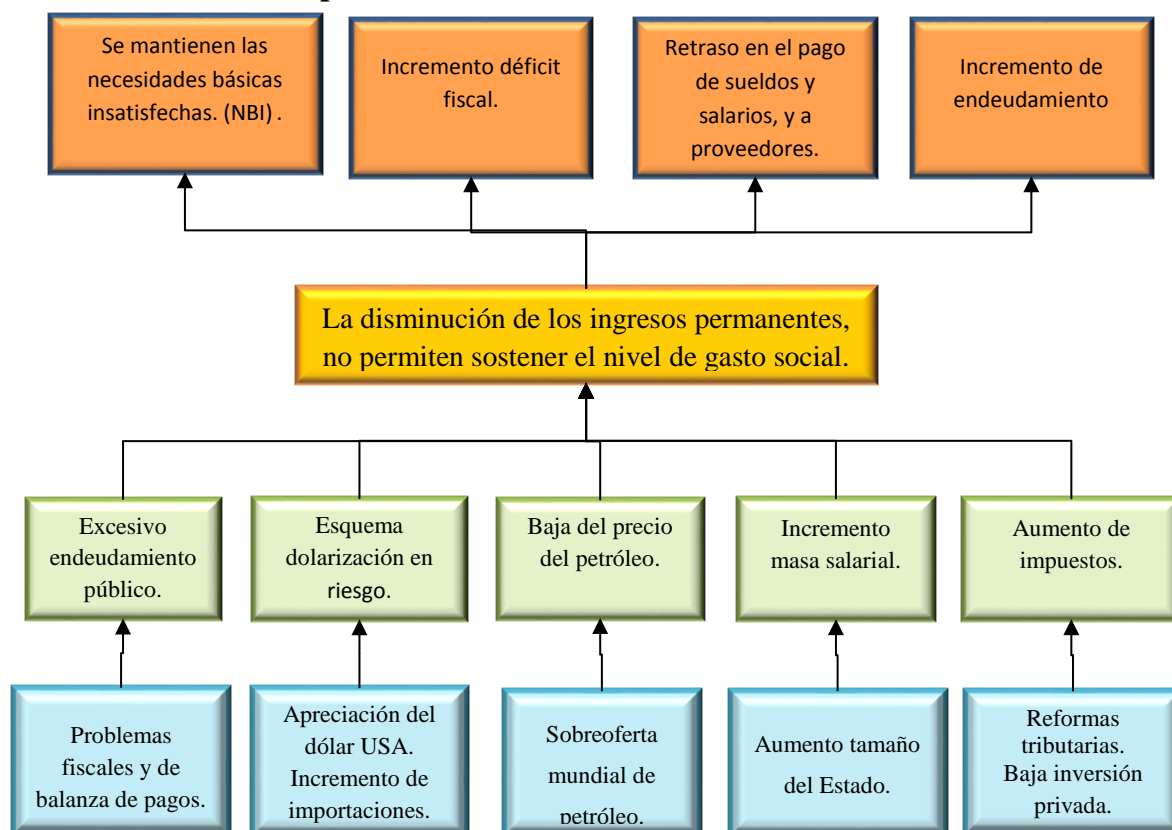 Se mantienen las
necesidades básicas
insatisfechas. (NBI) .
Incremento déficit
fiscal.
Retraso en el pago
de sueldos y
salarios, y a
proveedores.
Incremento de
endeudamiento
La disminución de los ingresos permanentes,
no permiten sostener el nivel de gasto social.
Excesivo
endeudamiento
público.
Esquema
dolarización en
riesgo.
Baja del precio
del petróleo.
Incremento
masa salarial.
Aumento de
impuestos.
Problemas
fiscales y de
balanza de pagos.
Apreciación del
dólar USA.
Incremento de
importaciones.
Sobreoferta
mundial de
petróleo.
Aumento tamaño
del Estado.
Reformas
tributarias.
Baja inversión
privada.